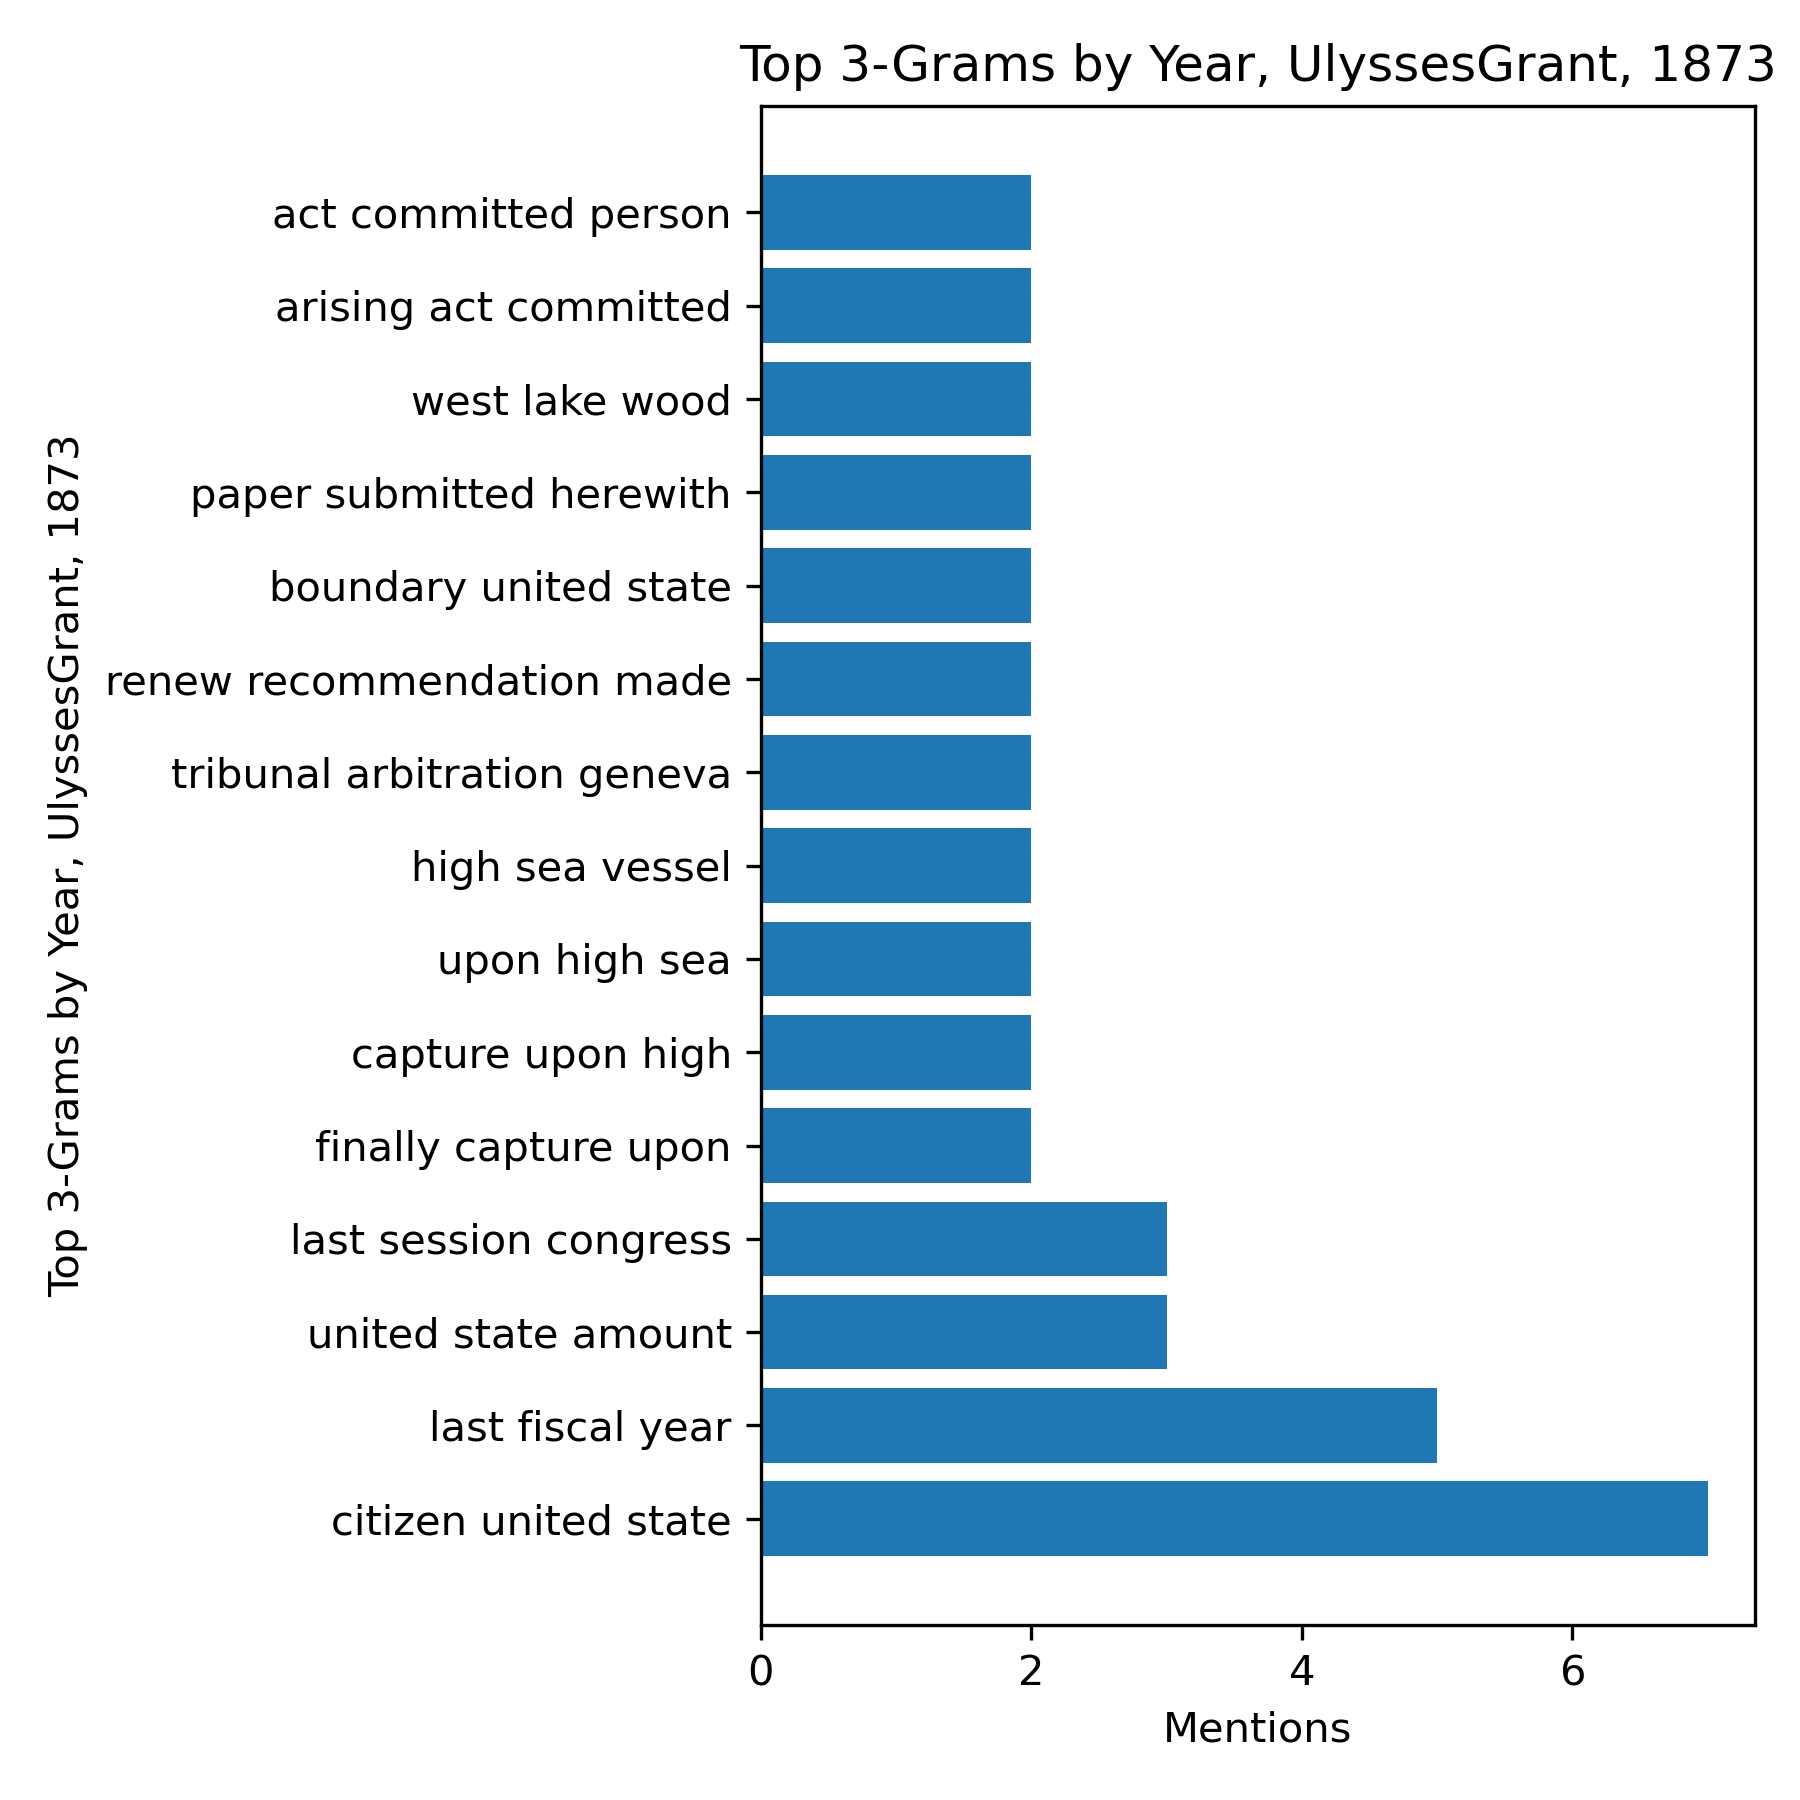 Top 3-Grams by Year, UlyssesGrant, 1873
Top 3-Grams by Year, UlyssesGrant, 1873
act committed person
arising act committed
west lake wood
paper submitted herewith
boundary united state
renew recommendation made
tribunal arbitration geneva
high sea vessel
upon high sea
capture upon high
finally capture upon
last session congress
united state amount
last fiscal year
citizen united state
0 2 4 6
Mentions